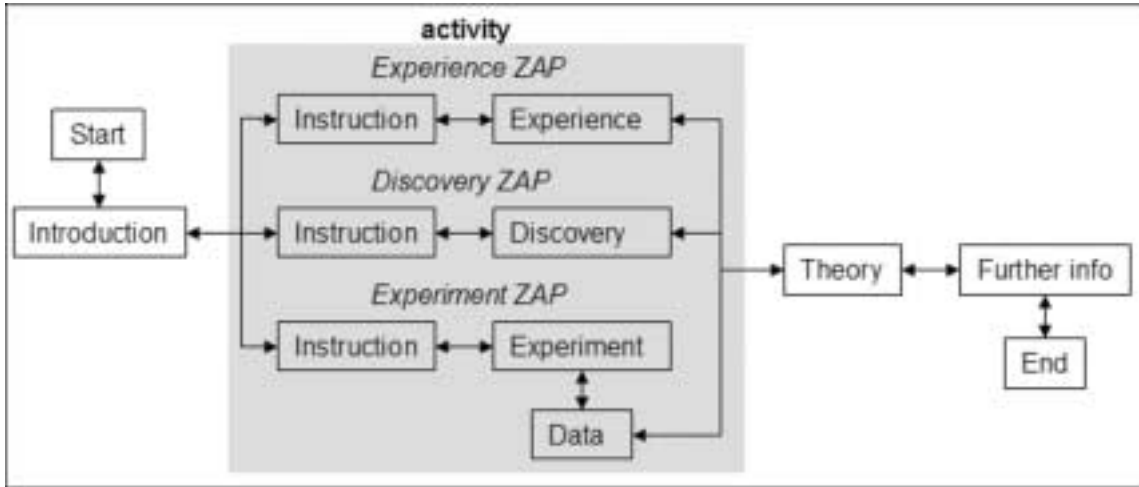 activity
Experience ZAP
Start
Instruction
Experience
Discovery ZAP
Introduction
Instruction
Discovery
Theory
Further info
Experiment ZAP
Instruction
Experiment
End
Data